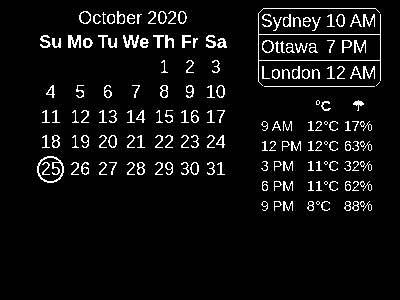 October 2020
Su Mo Tu We Th Fr Sa
1 2 3
4 5 6 7 8 9 10
11 12 13 14 15 16 17
18 19 20 21 22 23 24
25 26 27 28 29 30 31
Sydney 10 AM
Ottawa 7 PM
London 12 AM
°C ☂
9 AM 12°C 17%
12 PM 12°C 63%
3 PM 11°C 32%
6 PM 11°C 62%
9 PM 8°C 88%